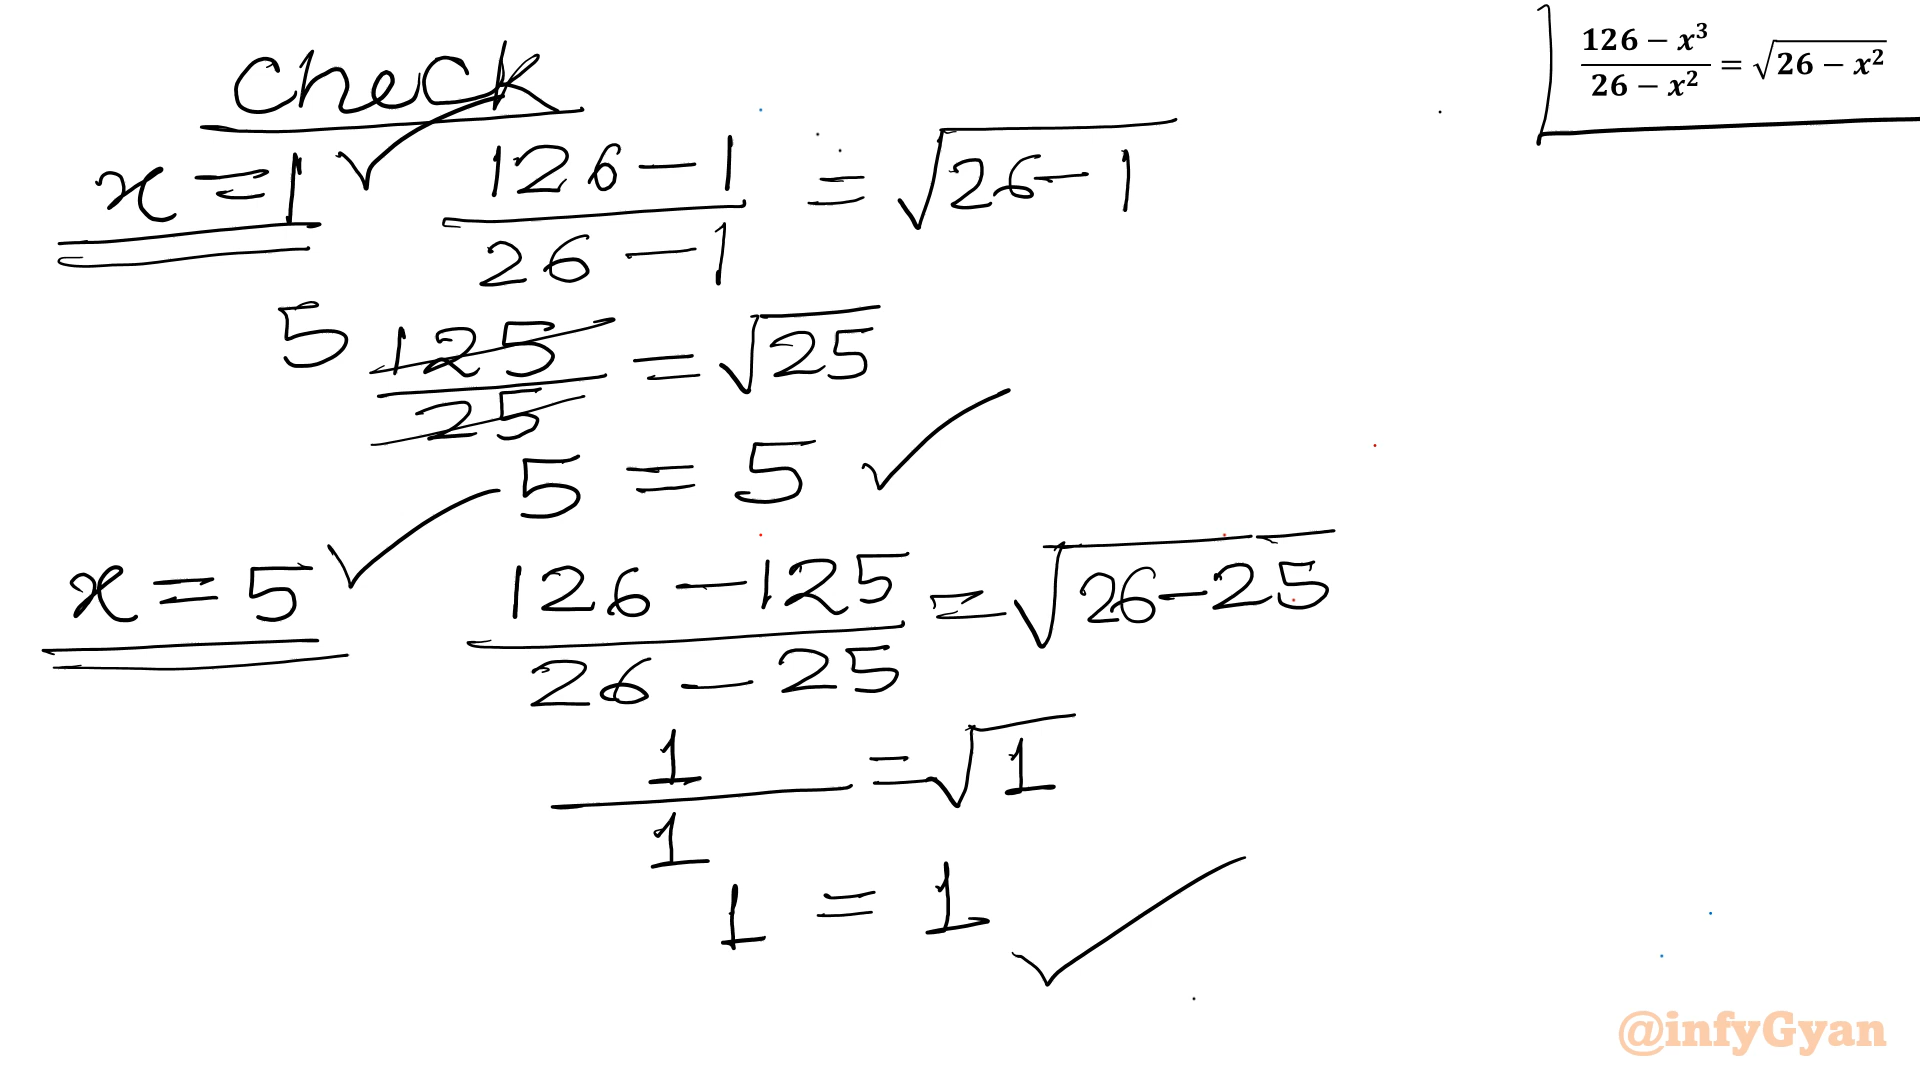 check
x = 1 ✓ (126 - 1)/(26 - 1) = √(26 - 1)
5 125/25 = √25
5 = 5 ✓
x = 5 ✓ (126 - 125)/(26 - 25) = √(26 - 25)
1/1 = √1
1 = 1 ✓
(126 − x³)/(26 − x²) = √(26 − x²)
@infyGyan